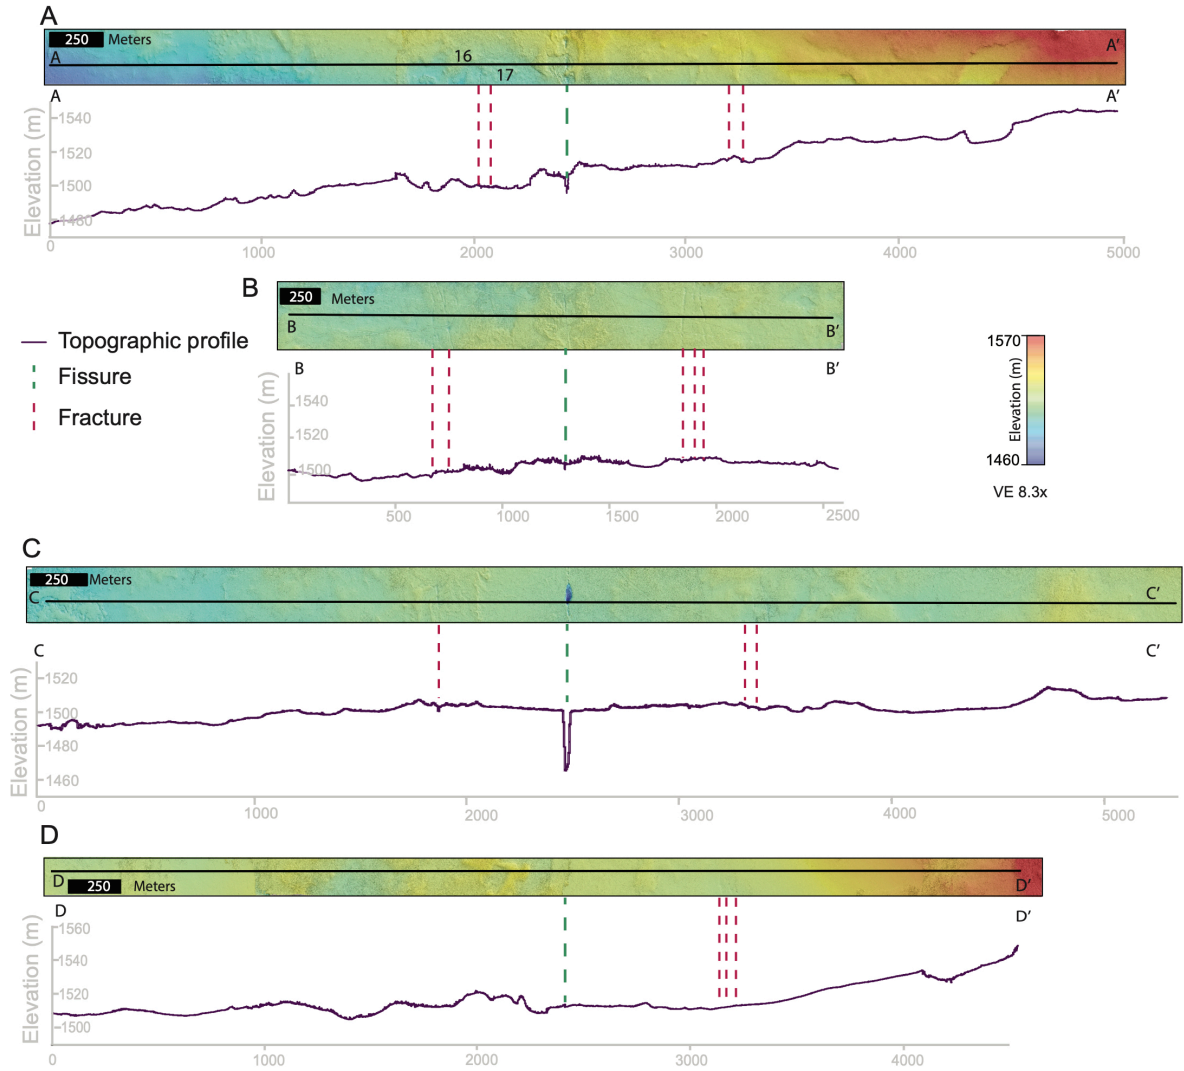 A
250 Meters
A A′
16
17
A A′
Elevation (m)
1540
1520
1500
1480
0 1000 2000 3000 4000 5000
B
250 Meters
B B′
B B′
Elevation (m)
1540
1520
1500
500 1000 1500 2000 2500
Topographic profile
Fissure
Fracture
1570
Elevation (m)
1460
VE 8.3x
C
250 Meters
C C′
C C′
Elevation (m)
1520
1500
1480
1460
0 1000 2000 3000 4000 5000
D
D D′
250 Meters
D D′
Elevation (m)
1560
1540
1520
1500
0 1000 2000 3000 4000